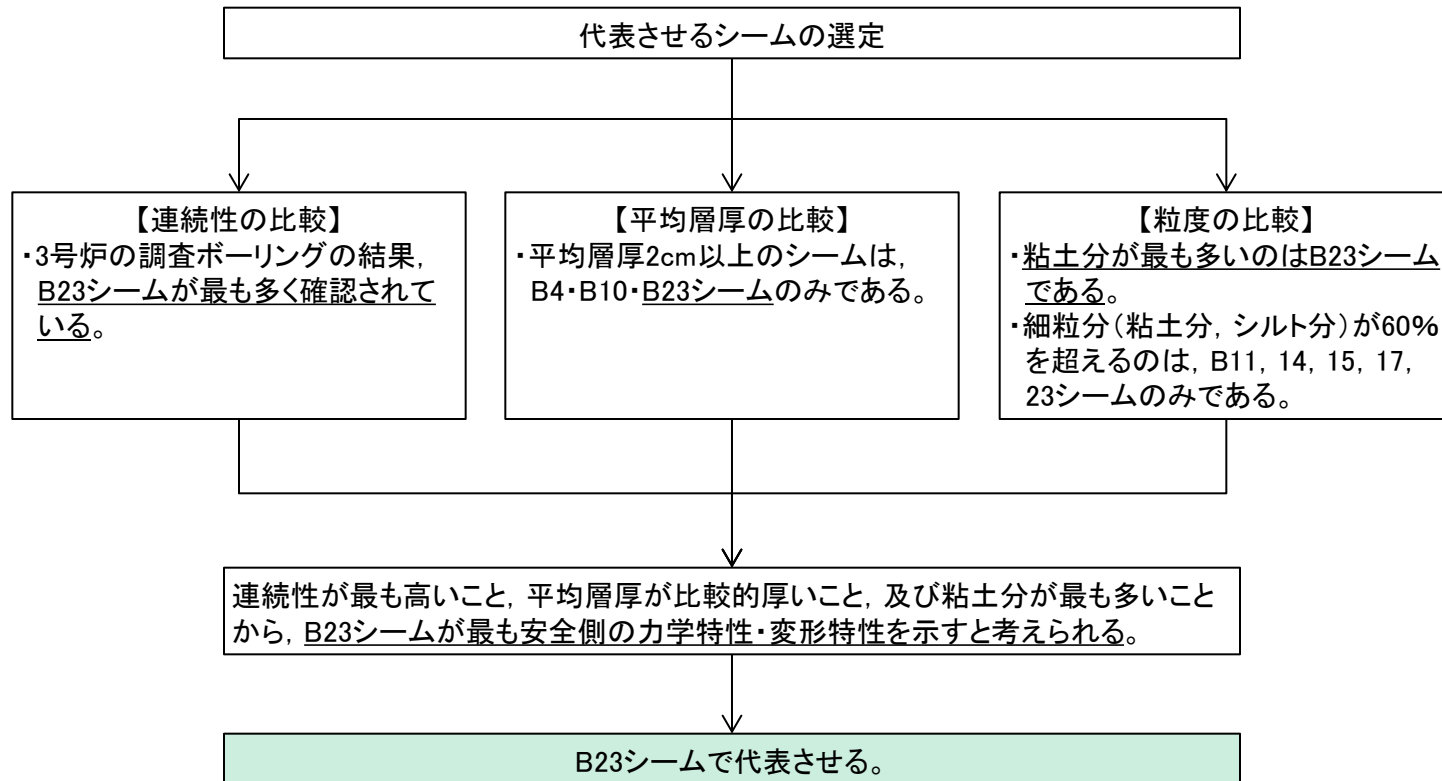 代表させるシームの選定
【連続性の比較】
・3号炉の調査ボーリングの結果,
B23シームが最も多く確認されて
いる。
【平均層厚の比較】
・平均層厚2cm以上のシームは,
B4・B10・B23シームのみである。
【粒度の比較】
・粘土分が最も多いのはB23シーム
である。
・細粒分(粘土分, シルト分)が60%
を超えるのは, B11, 14, 15, 17,
23シームのみである。
連続性が最も高いこと, 平均層厚が比較的厚いこと, 及び粘土分が最も多いこと
から, B23シームが最も安全側の力学特性・変形特性を示すと考えられる。
B23シームで代表させる。